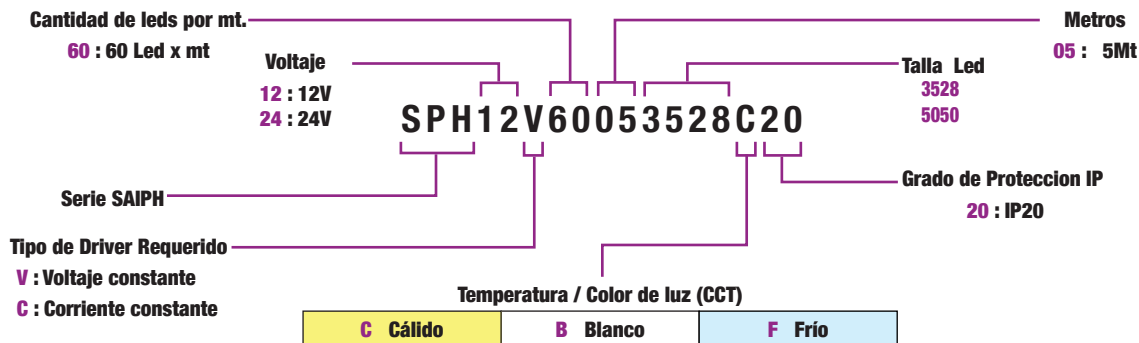 Cantidad de leds por mt.
60 : 60 Led x mt
Metros
05 : 5Mt
Voltaje
12 : 12V
24 : 24V
Talla Led
3528
5050
SPH12V60053528C20
Serie SAIPH
Grado de Proteccion IP
20 : IP20
Tipo de Driver Requerido
V : Voltaje constante
C : Corriente constante
Temperatura / Color de luz (CCT)
C Cálido
B Blanco
F Frío